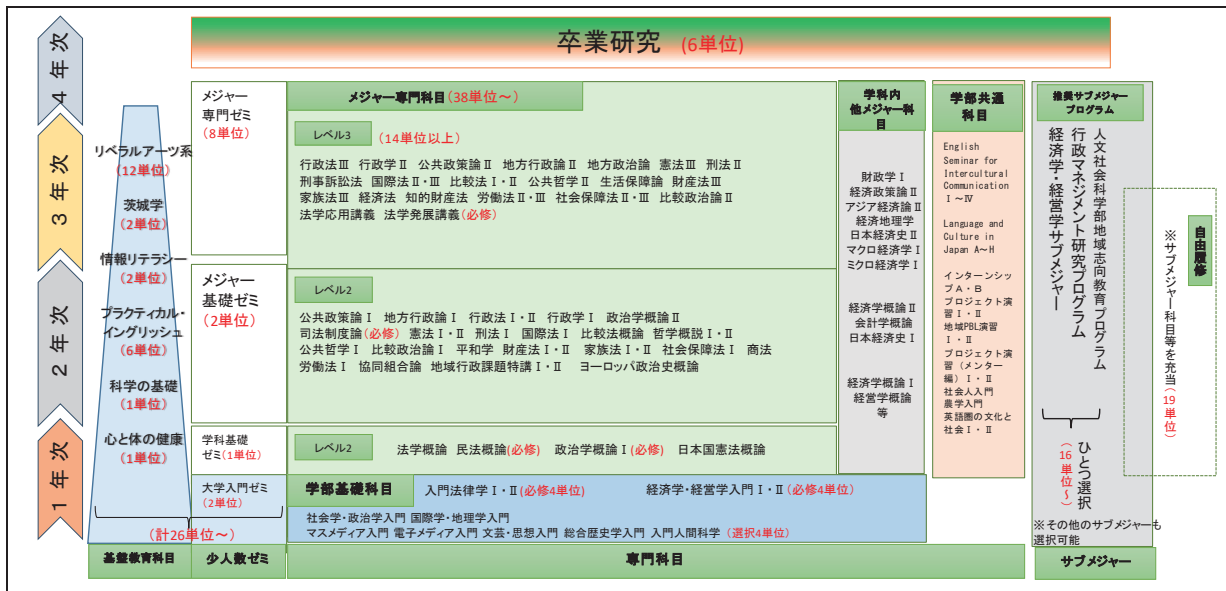 卒業研究 (6単位)
4年次
3年次
2年次
1年次
リベラルアーツ系
(12単位)
茨城学
(2単位)
情報リテラシー
(2単位)
プラクティカル・
イングリッシュ
(6単位)
科学の基礎
(1単位)
心と体の健康
(1単位)
(計26単位~)
基盤教育科目
メジャー
専門ゼミ
(8単位)
メジャー
基礎ゼミ
(2単位)
学科基礎
ゼミ(1単位)
大学入門ゼミ
(2単位)
少人数ゼミ
メジャー専門科目(38単位~)
レベル3 (14単位以上)
行政法Ⅲ 行政学Ⅱ 公共政策論Ⅱ 地方行政論Ⅱ 地方政治論 憲法Ⅲ 刑法Ⅱ
刑事訴訟法 国際法Ⅱ・Ⅲ 比較法Ⅰ・Ⅱ 公共哲学Ⅱ 生活保障論 財産法Ⅲ
家族法Ⅲ 経済法 知的財産法 労働法Ⅱ・Ⅲ 社会保障法Ⅱ・Ⅲ 比較政治論Ⅱ
法学応用講義 法学発展講義(必修)
レベル2
公共政策論Ⅰ 地方行政論Ⅰ 行政法Ⅰ・Ⅱ 行政学Ⅰ 政治学概論Ⅱ
司法制度論(必修) 憲法Ⅰ・Ⅱ 刑法Ⅰ 国際法Ⅰ 比較法概論 哲学概説Ⅰ・Ⅱ
公共哲学Ⅰ 比較政治論Ⅰ 平和学 財産法Ⅰ・Ⅱ 家族法Ⅰ・Ⅱ 社会保障法Ⅰ 商法
労働法Ⅰ 協同組合論 地域行政課題特講Ⅰ・Ⅱ ヨーロッパ政治史概論
レベル2 法学概論 民法概論(必修) 政治学概論Ⅰ(必修) 日本国憲法概論
学部基礎科目 入門法律学Ⅰ・Ⅱ(必修4単位) 経済学・経営学入門Ⅰ・Ⅱ(必修4単位)
社会学・政治学入門 国際学・地理学入門
マスメディア入門 電子メディア入門 文芸・思想入門 総合歴史学入門 入門人間科学 (選択4単位)
専門科目
学科内
他メジャー科
目
財政学Ⅰ
経済政策論Ⅱ
アジア経済論Ⅱ
経済地理学
日本経済史Ⅱ
マクロ経済学Ⅰ
ミクロ経済学Ⅰ
経済学概論Ⅱ
会計学概論
日本経済史Ⅰ
経済学概論Ⅰ
経営学概論
等
学部共通
科目
English
Seminar for
Intercultural
Communication
Ⅰ~Ⅳ
Language and
Culture in
Japan A~H
インターンシッ
プA・B
プロジェクト演
習Ⅰ・Ⅱ
地域PBL演習
Ⅰ・Ⅱ
プロジェクト演
習(メンター
編)Ⅰ・Ⅱ
社会人入門
農学入門
英語圏の文化と
社会Ⅰ・Ⅱ
推奨サブメジャー
プログラム
人文社会科学部地域志向教育プログラム
行政マネジメント研究プログラム
経済学・経営学サブメジャー
ひとつ選択
(16単位~)
※その他のサブメジャーも
選択可能
サブメジャー
自由履修
※サブメジャー科目等を充当(19単位)